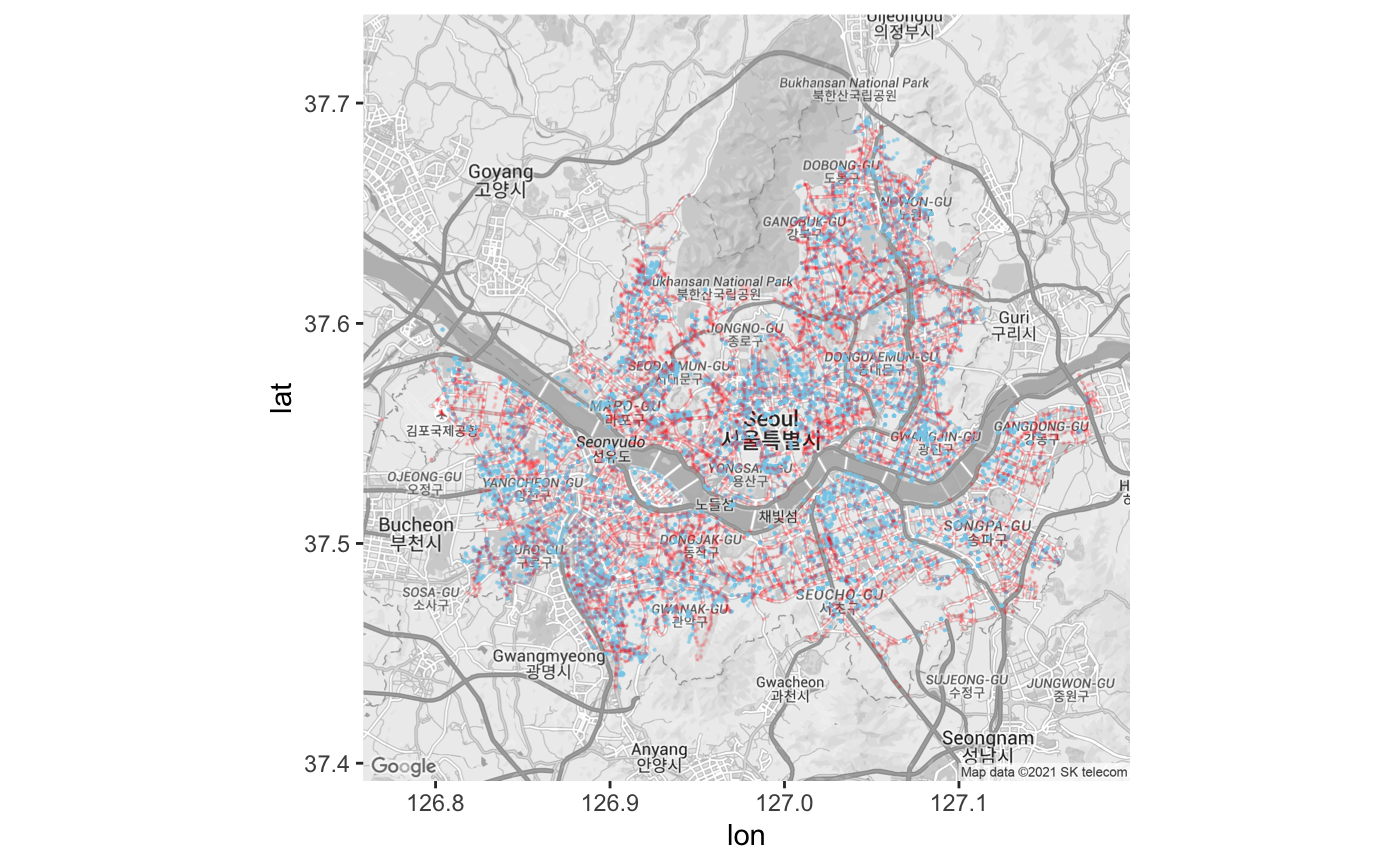 Uijeongbu
의정부시
Bukhansan National Park
북한산국립공원
37.7
DOBONG-GU
도봉구
Goyang
고양시
NOWON-GU
노원구
GANGBUK-GU
강북구
Bukhansan National Park
북한산국립공원
37.6
JONGNO-GU
종로구
Guri
구리시
SEODAEMUN-GU
서대문구
DONGDAEMUN-GU
동대문구
MAPO-GU
마포구
Seoul
서울특별시
김포국제공항
Seonyudo
선유도
GWANGJIN-GU
광진구
GANGDONG-GU
강동구
YONGSAN-GU
용산구
OJEONG-GU
오정구
YANGCHEON-GU
양천구
노들섬
채빛섬
Bucheon
부천시
SONGPA-GU
송파구
37.5
GURO-GU
구로구
DONGJAK-GU
동작구
SOSA-GU
소사구
GWANAK-GU
관악구
SEOCHO-GU
서초구
Gwangmyeong
광명시
Gwacheon
과천시
SUJEONG-GU
수정구
JUNGWON-GU
중원구
Anyang
안양시
Seongnam
성남시
37.4
Google
Map data ©2021 SK telecom
126.8
126.9
127.0
127.1
lon
lat